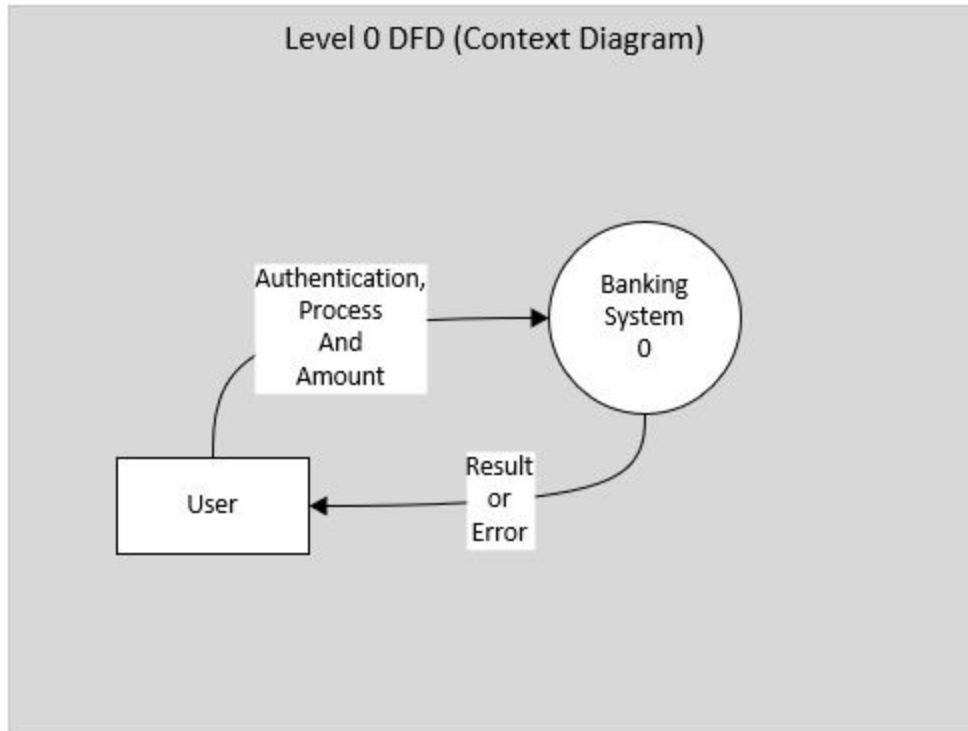 Level 0 DFD (Context Diagram)
Authentication,
Process
And
Amount
Banking
System
0
Result
or
Error
User